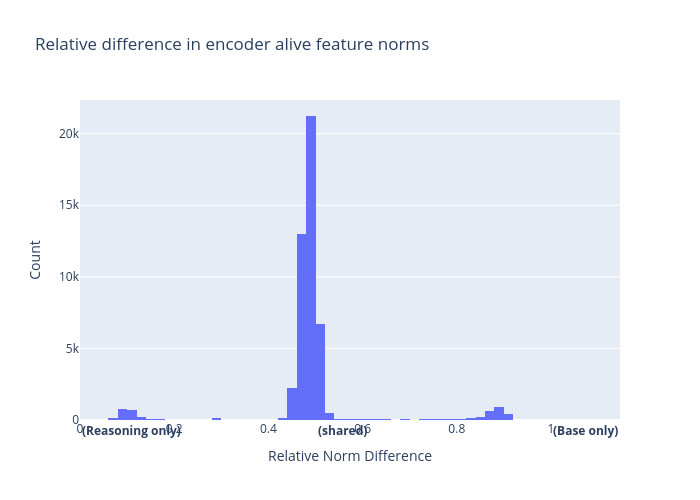 Relative difference in encoder alive feature norms
Count
20k
15k
10k
5k
0
0 0.2 0.4 0.6 0.8 1
(Reasoning only) (shared) (Base only)
Relative Norm Difference